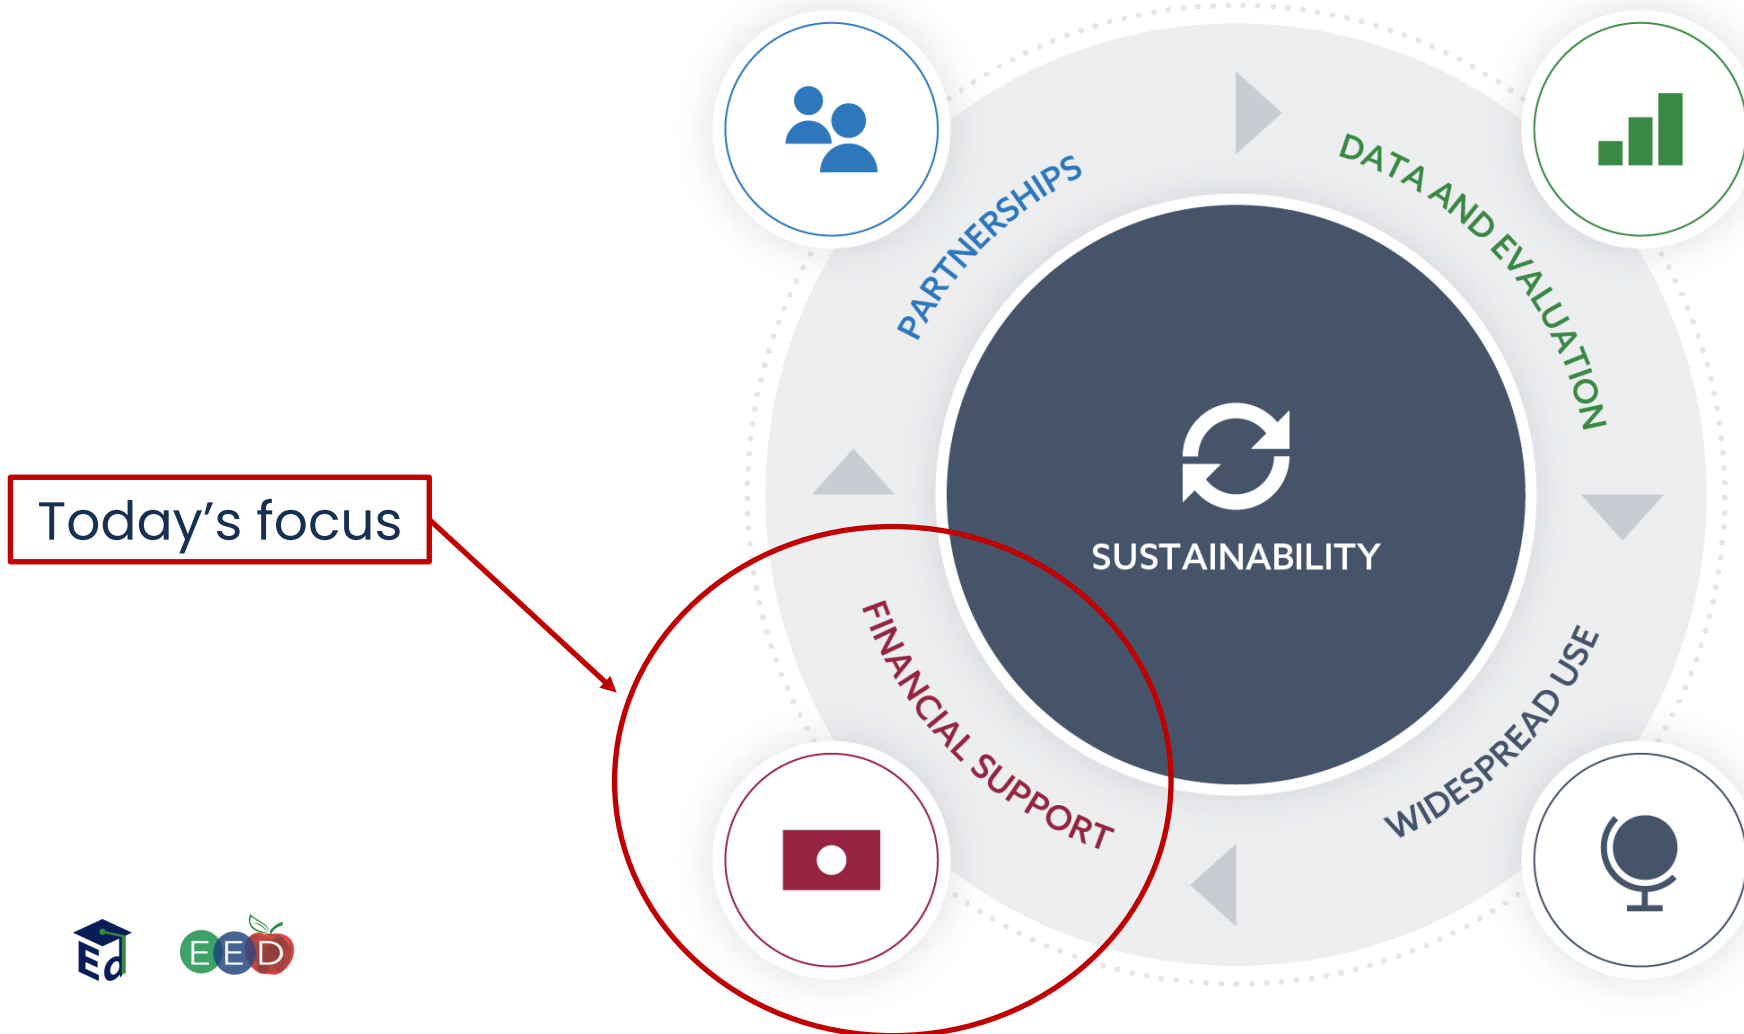 PARTNERSHIPS
DATA AND EVALUATION
Today's focus
SUSTAINABILITY
FINANCIAL SUPPORT
WIDESPREAD USE
Ed
EED